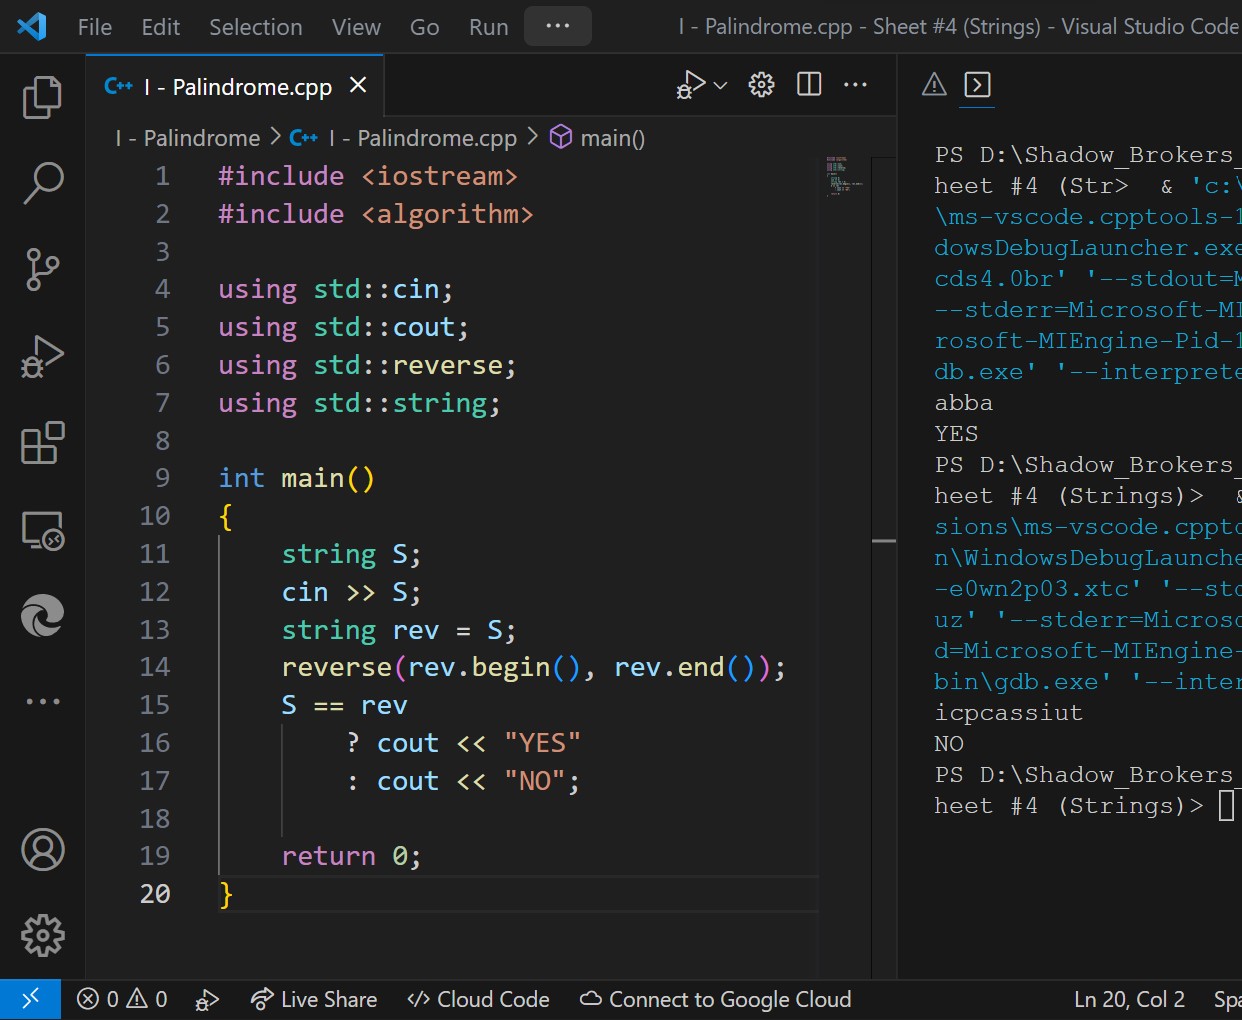 File Edit Selection View Go Run ··· I - Palindrome.cpp - Sheet #4 (Strings) - Visual Studio Code
C++ I - Palindrome.cpp
I - Palindrome > C++ I - Palindrome.cpp > main()
1 #include <iostream>
2 #include <algorithm>
3
4 using std::cin;
5 using std::cout;
6 using std::reverse;
7 using std::string;
8
9 int main()
10 {
11 string S;
12 cin >> S;
13 string rev = S;
14 reverse(rev.begin(), rev.end());
15 S == rev
16 ? cout << "YES"
17 : cout << "NO";
18
19 return 0;
20 }
PS D:\Shadow_Brokers_
heet #4 (Str> & 'c:\
\ms-vscode.cpptools-1
dowsDebugLauncher.exe
cds4.0br' '--stdout=M
--stderr=Microsoft-MI
rosoft-MIEngine-Pid-1
db.exe' '--interprete
abba
YES
PS D:\Shadow_Brokers_
heet #4 (Strings)> &
sions\ms-vscode.cppto
n\WindowsDebugLaunche
-e0wn2p03.xtc' '--std
uz' '--stderr=Microso
d=Microsoft-MIEngine-
bin\gdb.exe' '--inter
icpcassiut
NO
PS D:\Shadow_Brokers_
heet #4 (Strings)>
0 0 Live Share Cloud Code Connect to Google Cloud Ln 20, Col 2 Spa